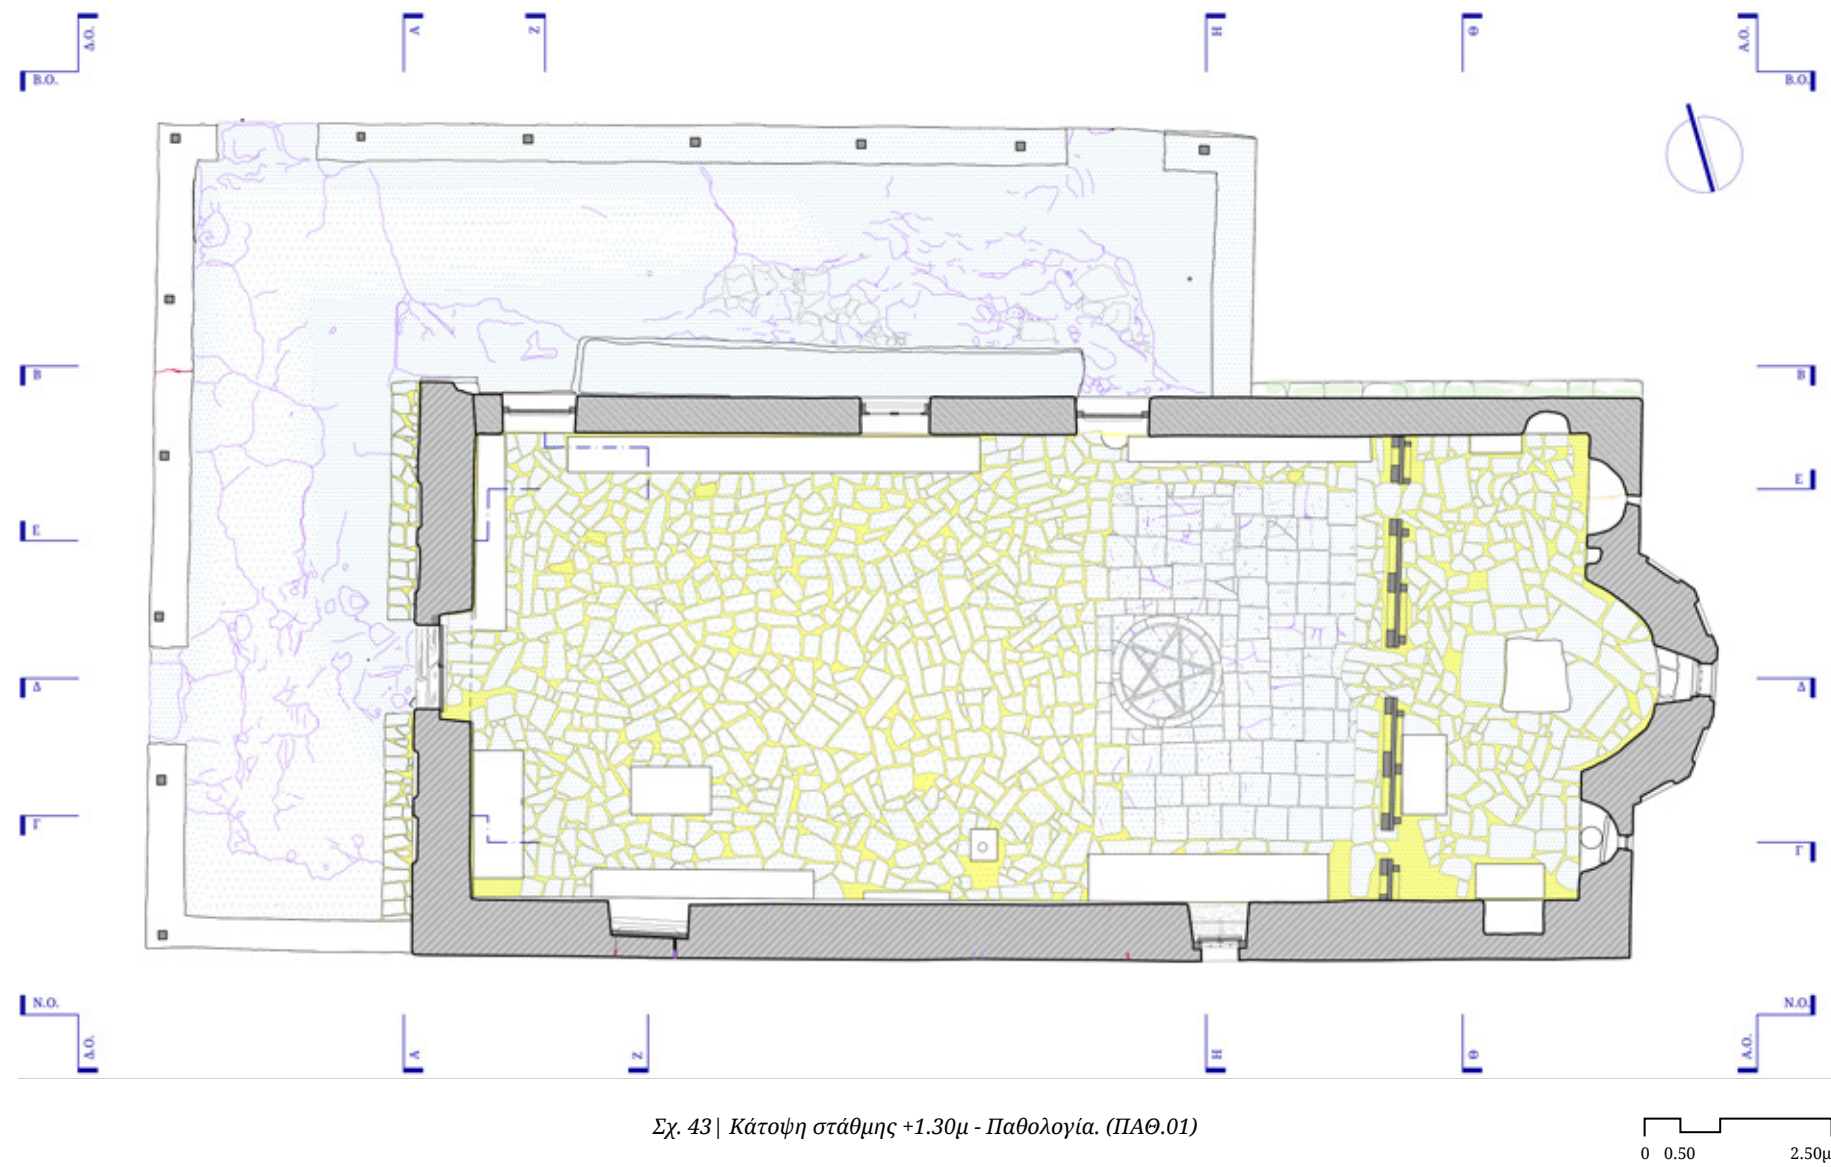 Δ.Ο. Α Ζ Η Θ Α.Ο.
Β.Ο. Β.Ο.
Β Β
Ε
Ε
Δ Δ
Γ
Γ
Ν.Ο. Ν.Ο.
Δ.Ο. Α Ζ Η Θ Α.Ο.
Σχ. 43| Κάτοψη στάθμης +1.30μ - Παθολογία. (ΠΑΘ.01)
0 0.50 2.50μ